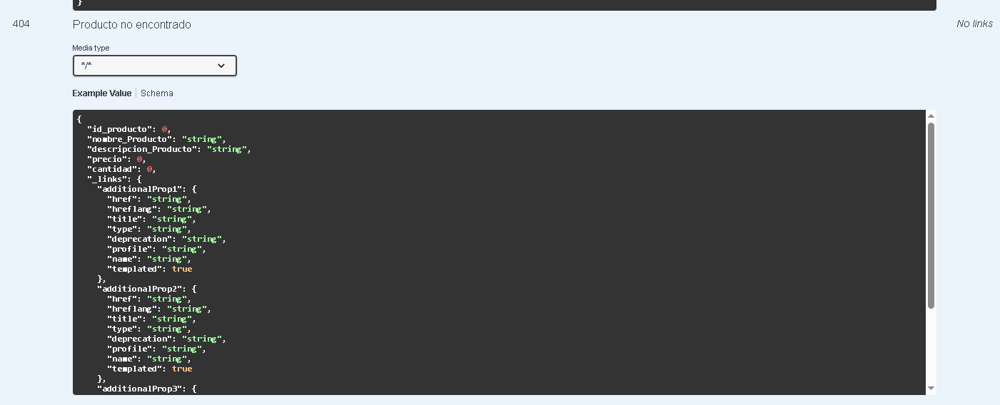 }
404 Producto no encontrado No links
Media type
*/*
Example Value Schema
{
"id_producto": 0,
"nombre_Producto": "string",
"descripcion_Producto": "string",
"precio": 0,
"cantidad": 0,
"_links": {
"additionalProp1": {
"href": "string",
"hreflang": "string",
"title": "string",
"type": "string",
"deprecation": "string",
"profile": "string",
"name": "string",
"templated": true
},
"additionalProp2": {
"href": "string",
"hreflang": "string",
"title": "string",
"type": "string",
"deprecation": "string",
"profile": "string",
"name": "string",
"templated": true
},
"additionalProp3": {